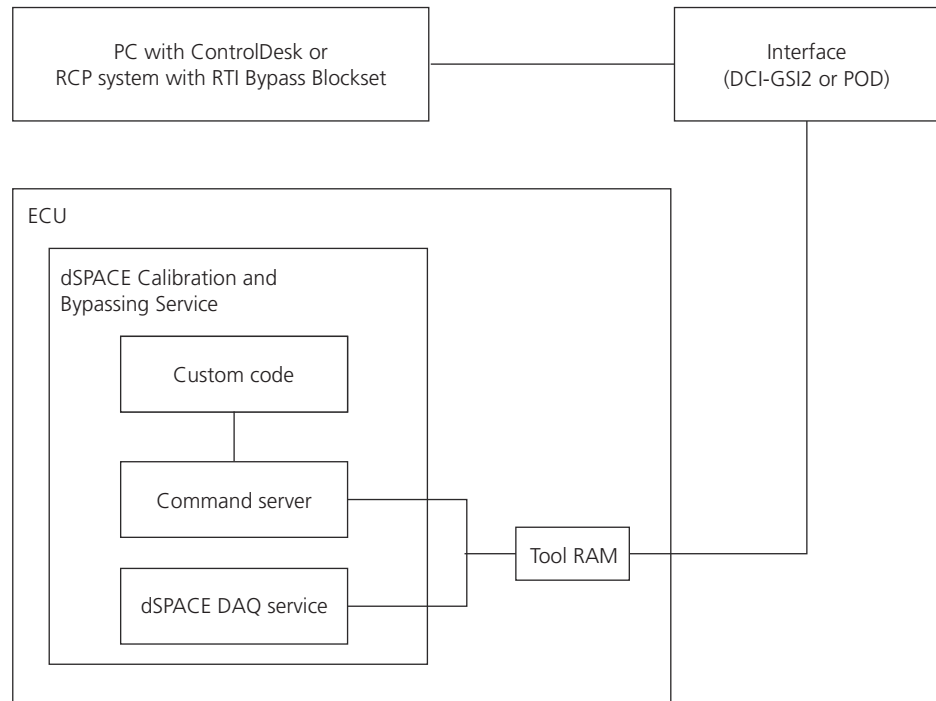 PC with ControlDesk or
RCP system with RTI Bypass Blockset
Interface
(DCI-GSI2 or POD)
ECU
dSPACE Calibration and
Bypassing Service
Custom code
Command server
Tool RAM
dSPACE DAQ service